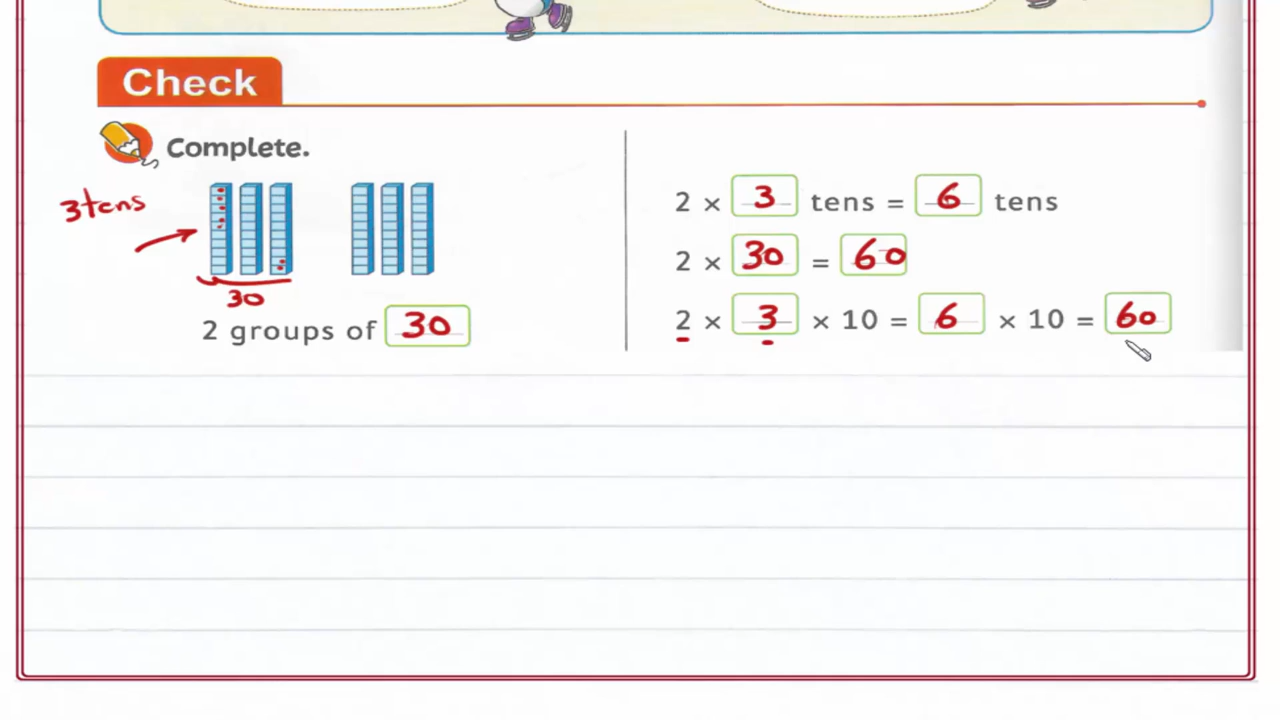 Check
Complete.
3tens
30
2 groups of 30
2 × 3 tens = 6 tens
2 × 30 = 60
2 × 3 × 10 = 6 × 10 = 60